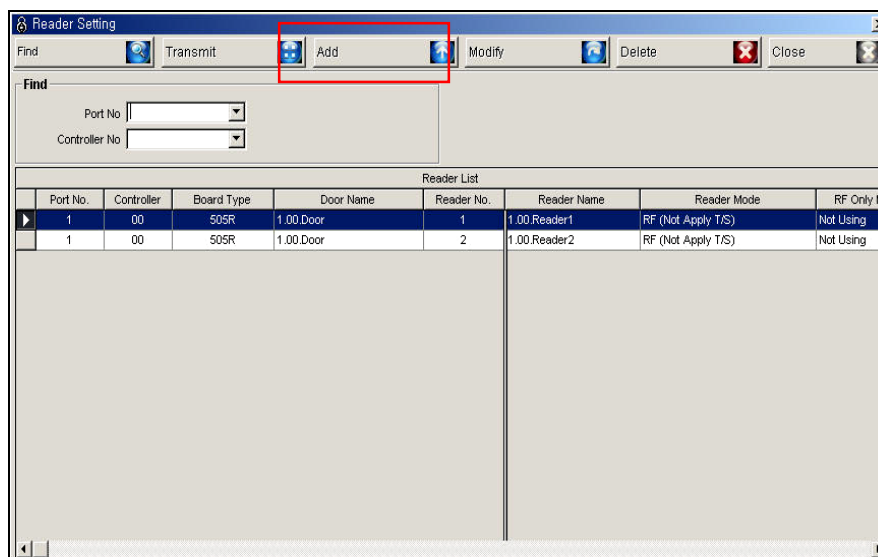 Reader Setting
Find Transmit Add Modify Delete Close
Find
Port No
Controller No
Reader List
Port No. Controller Board Type Door Name Reader No. Reader Name Reader Mode RF Only
1 00 505R 1.00.Door 1 1.00.Reader1 RF (Not Apply T/S) Not Using
1 00 505R 1.00.Door 2 1.00.Reader2 RF (Not Apply T/S) Not Using